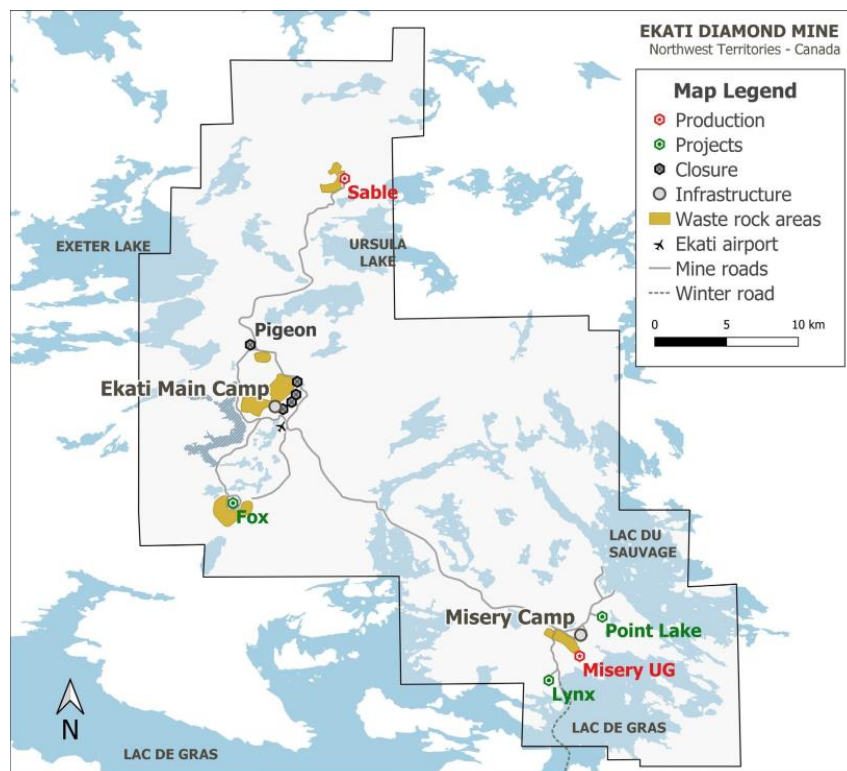 EKATI DIAMOND MINE
Northwest Territories - Canada
Map Legend
Production
Projects
Closure
Infrastructure
Waste rock areas
Ekati airport
Mine roads
Winter road
0 5 10 km
Sable
EXETER LAKE
URSULA
LAKE
Pigeon
Ekati Main Camp
Fox
LAC DU
SAUVAGE
Misery Camp
Point Lake
Misery UG
Lynx
LAC DE GRAS
LAC DE GRAS
N